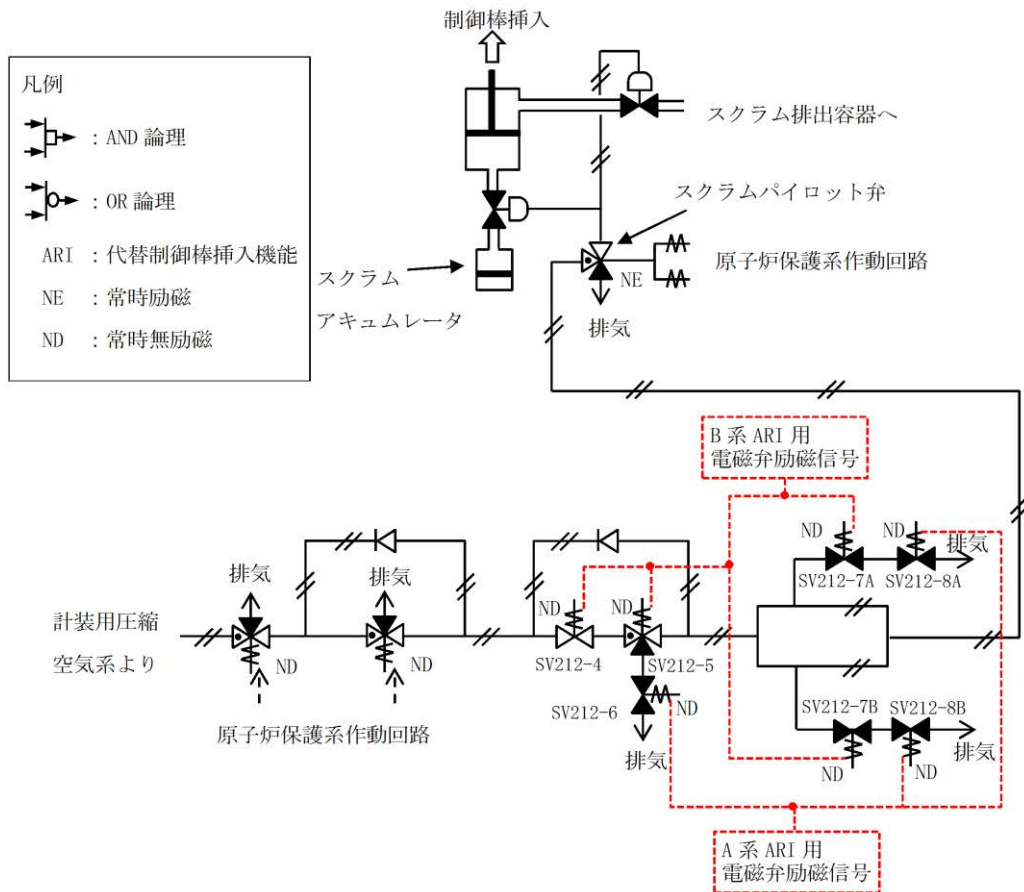 制御棒挿入
凡例
: AND 論理
: OR 論理
ARI : 代替制御棒挿入機能
NE : 常時励磁
ND : 常時無励磁
スクラム排出容器へ
スクラムパイロット弁
原子炉保護系作動回路
NE
排気
スクラム
アキュムレータ
B 系 ARI 用
電磁弁励磁信号
ND
ND
排気
SV212-7A
SV212-8A
排気
排気
計装用圧縮
空気系より
ND
ND
原子炉保護系作動回路
ND
ND
SV212-4
SV212-5
SV212-6
ND
排気
SV212-7B
SV212-8B
排気
ND
ND
A 系 ARI 用
電磁弁励磁信号